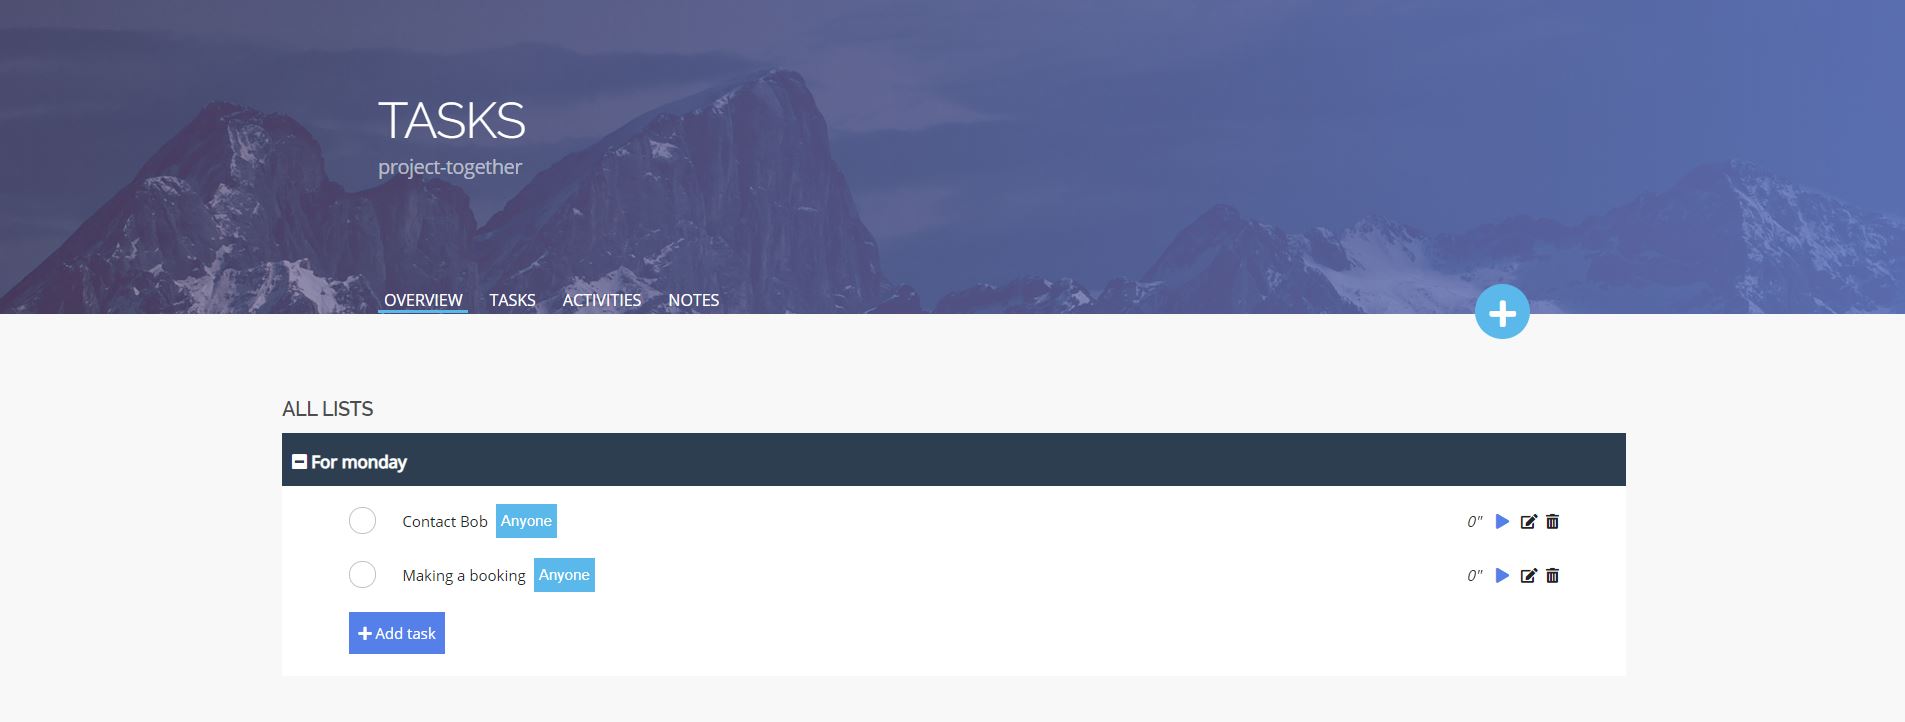 TASKS
project-together
OVERVIEW TASKS ACTIVITIES NOTES
ALL LISTS
For monday
Contact Bob Anyone 0"
Making a booking Anyone 0"
Add task